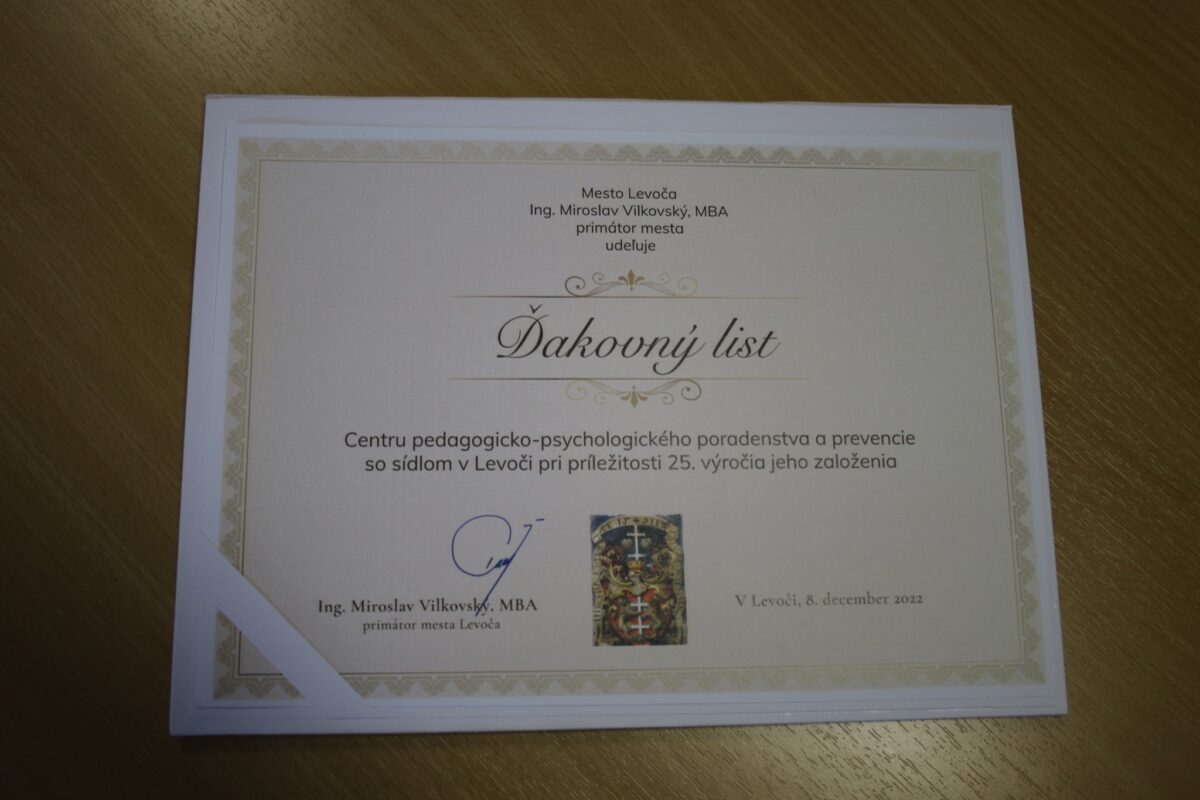 Mesto Levoča
Ing. Miroslav Vilkovský, MBA
primátor mesta
udeľuje
Ďakovný list
Centru pedagogicko-psychologického poradenstva a prevencie
so sídlom v Levoči pri príležitosti 25. výročia jeho založenia
Ing. Miroslav Vilkovský, MBA
primátor mesta Levoča
V Levoči, 8. december 2022